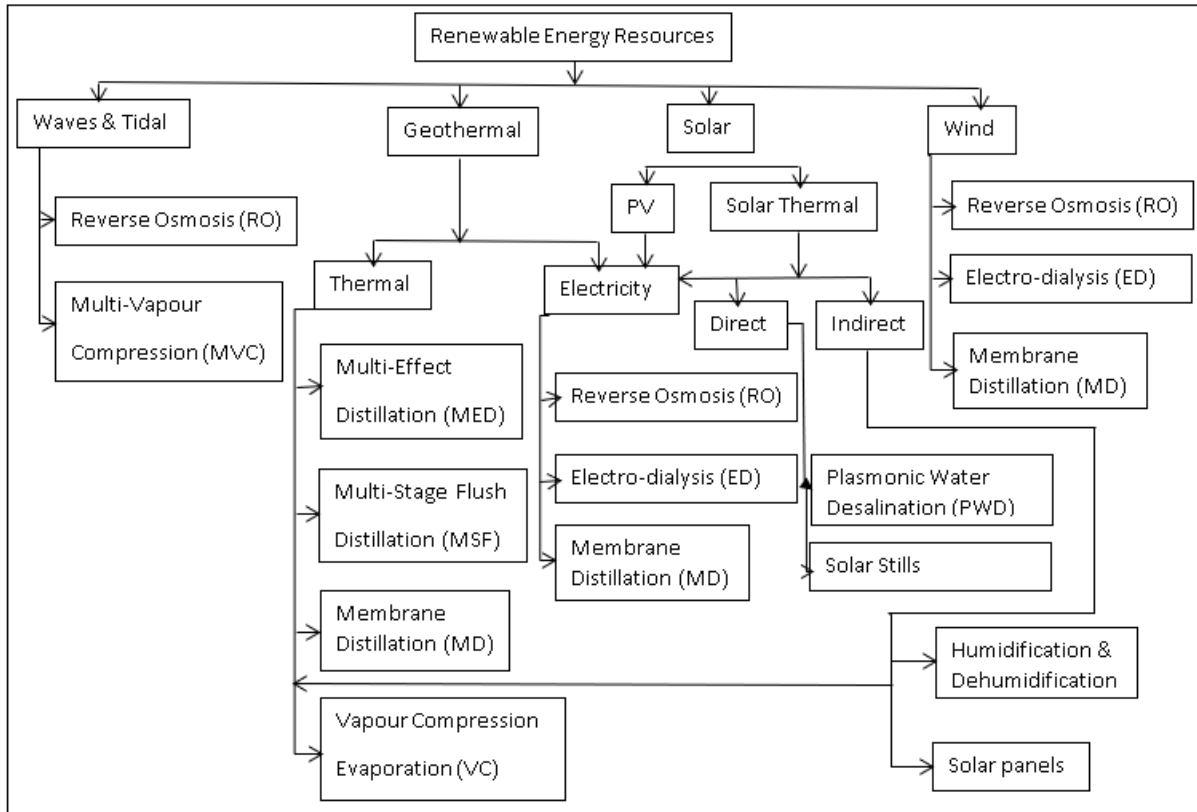 Renewable Energy Resources
Waves & Tidal
Geothermal
Solar
Wind
PV
Solar Thermal
Reverse Osmosis (RO)
Reverse Osmosis (RO)
Thermal
Electricity
Direct
Indirect
Electro-dialysis (ED)
Multi-Vapour
Compression (MVC)
Multi-Effect
Distillation (MED)
Reverse Osmosis (RO)
Membrane
Distillation (MD)
Multi-Stage Flush
Distillation (MSF)
Electro-dialysis (ED)
Plasmonic Water
Desalination (PWD)
Membrane
Distillation (MD)
Solar Stills
Membrane
Distillation (MD)
Humidification &
Dehumidification
Vapour Compression
Evaporation (VC)
Solar panels